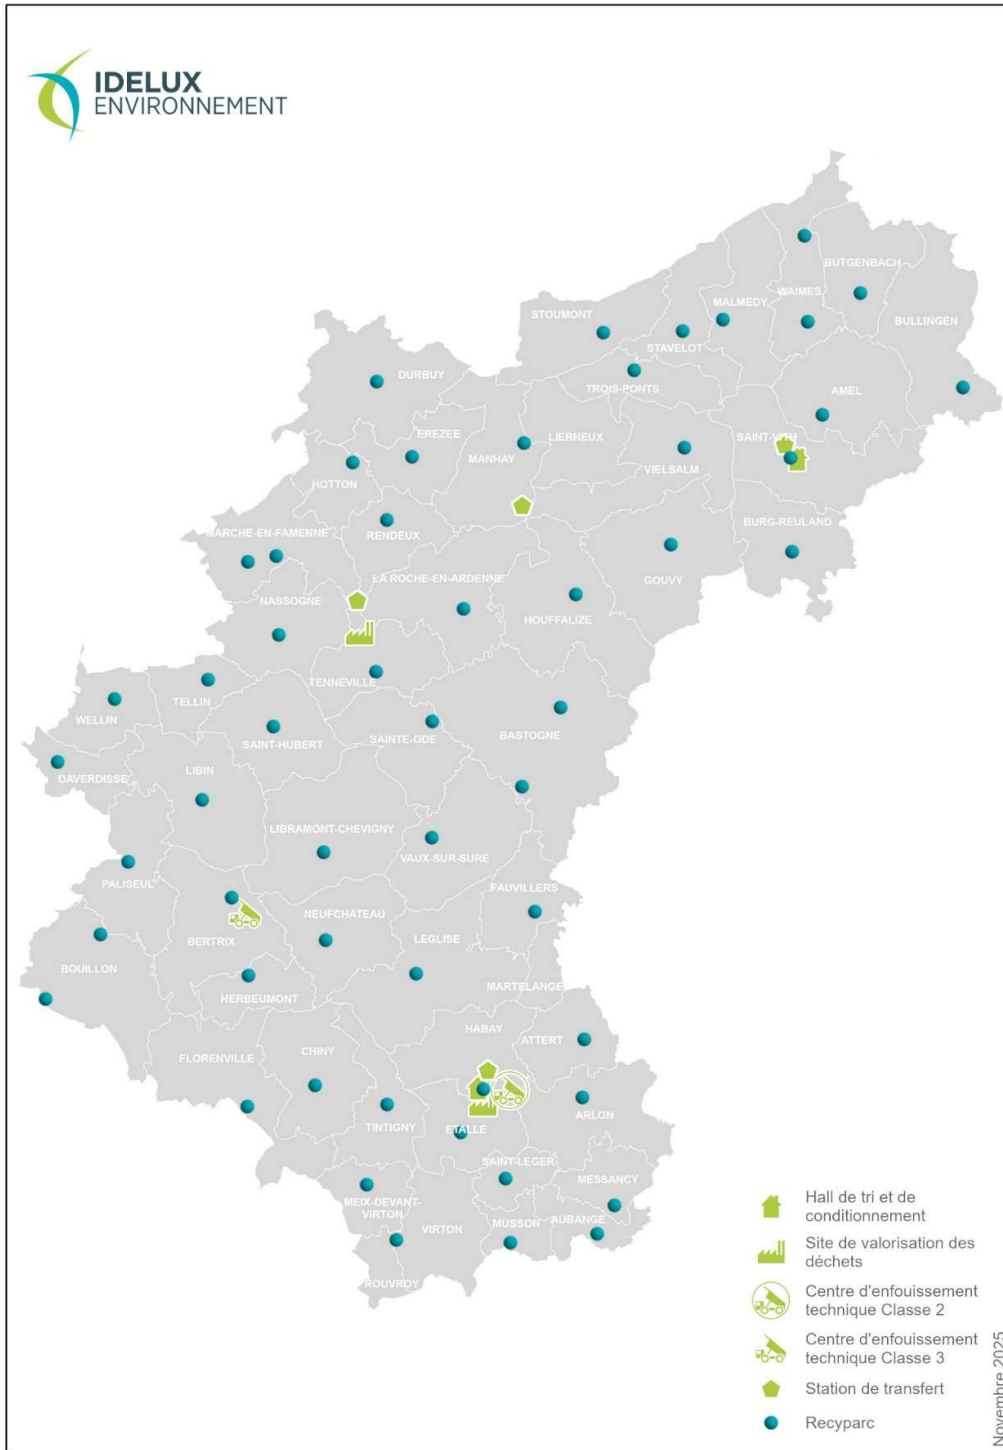 IDELUX
ENVIRONNEMENT
BUTGENBACH
WAIMES
MALMEDY
STOUMONT
BULLINGEN
STAVELOT
DURBUY
TROIS-PONTS
AMEL
EREZEE
LIERNEUX
SAINT-VITH
MANHAY
VIELSALM
HOTTON
BURG-REULAND
MARCHE-EN-FAMENNE
RENDEUX
LA ROCHE-EN-ARDENNE
GOUVY
NASSOGNE
HOUFFALIZE
TENNEVILLE
TELLIN
WELLIN
SAINT-HUBERT
SAINTE-ODE
BASTOGNE
LIBIN
DAVERDISSE
LIBRAMONT-CHEVIGNY
VAUX-SUR-SURE
PALISEUL
FAUVILLERS
NEUFCHATEAU
BERTRIX
LEGLISE
BOUILLON
MARTELANGE
HERBEUMONT
HABAY
ATTERT
CHINY
FLORENVILLE
ARLON
TINTIGNY
ETALLE
SAINT-LEGER
MESSANCY
MEIX-DEVANT-
VIRTON
VIRTON
MUSSON
AUBANGE
ROUVROY
Hall de tri et de
conditionnement
Site de valorisation des
déchets
Centre d'enfouissement
technique Classe 2
Centre d'enfouissement
technique Classe 3
Station de transfert
Recyparc
Novembre 2025